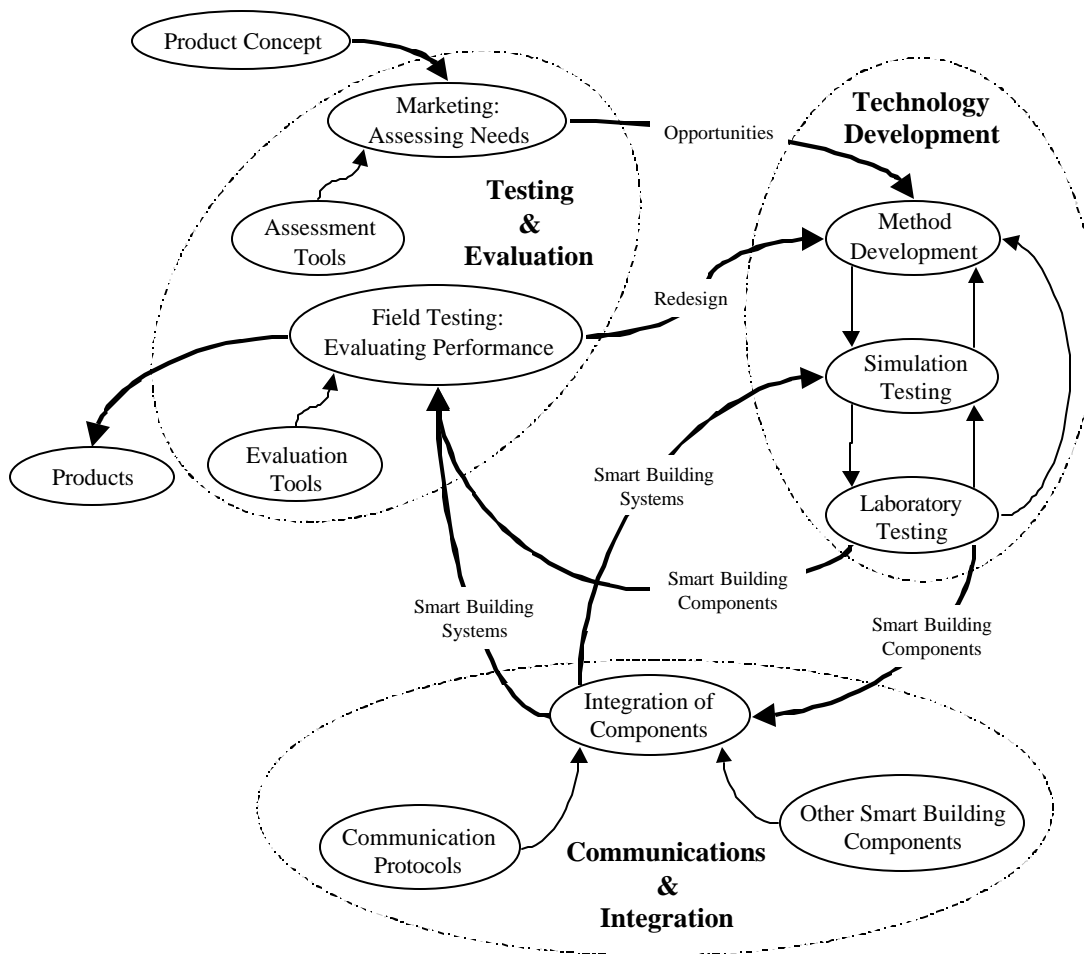 Product Concept
Marketing:
Assessing Needs
Opportunities
Technology
Development
Testing
&
Evaluation
Assessment
Tools
Method
Development
Redesign
Field Testing:
Evaluating Performance
Simulation
Testing
Products
Evaluation
Tools
Smart Building
Systems
Laboratory
Testing
Smart Building
Components
Smart Building
Systems
Smart Building
Components
Integration of
Components
Communication
Protocols
Other Smart Building
Components
Communications
&
Integration